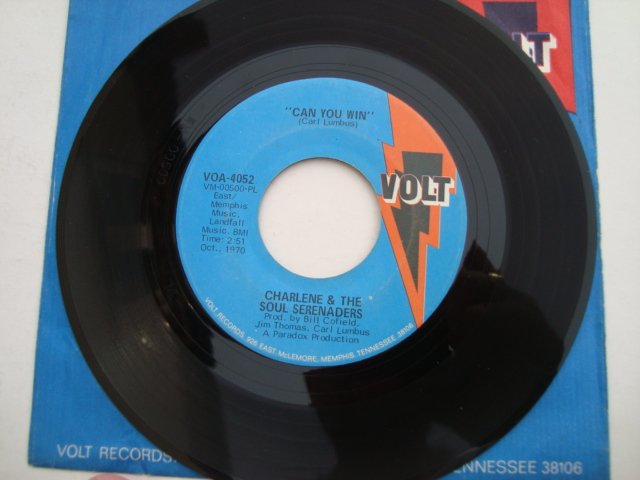 LT
"CAN YOU WIN"
(Carl Lumbus)
VOA-4052
VM-00500-PL
East/
Memphis
Music,
Landfall
Music, BMI
Time: 2:51
Oct., 1970
VOLT
CHARLENE & THE
SOUL SERENADERS
Prod. by Bill Cofield,
Jim Thomas, Carl Lumbus
A Paradox Production
VOLT RECORDS, 926 EAST McLEMORE, MEMPHIS, TENNESSEE 38106
VOLT RECORDS, TENNESSEE 38106